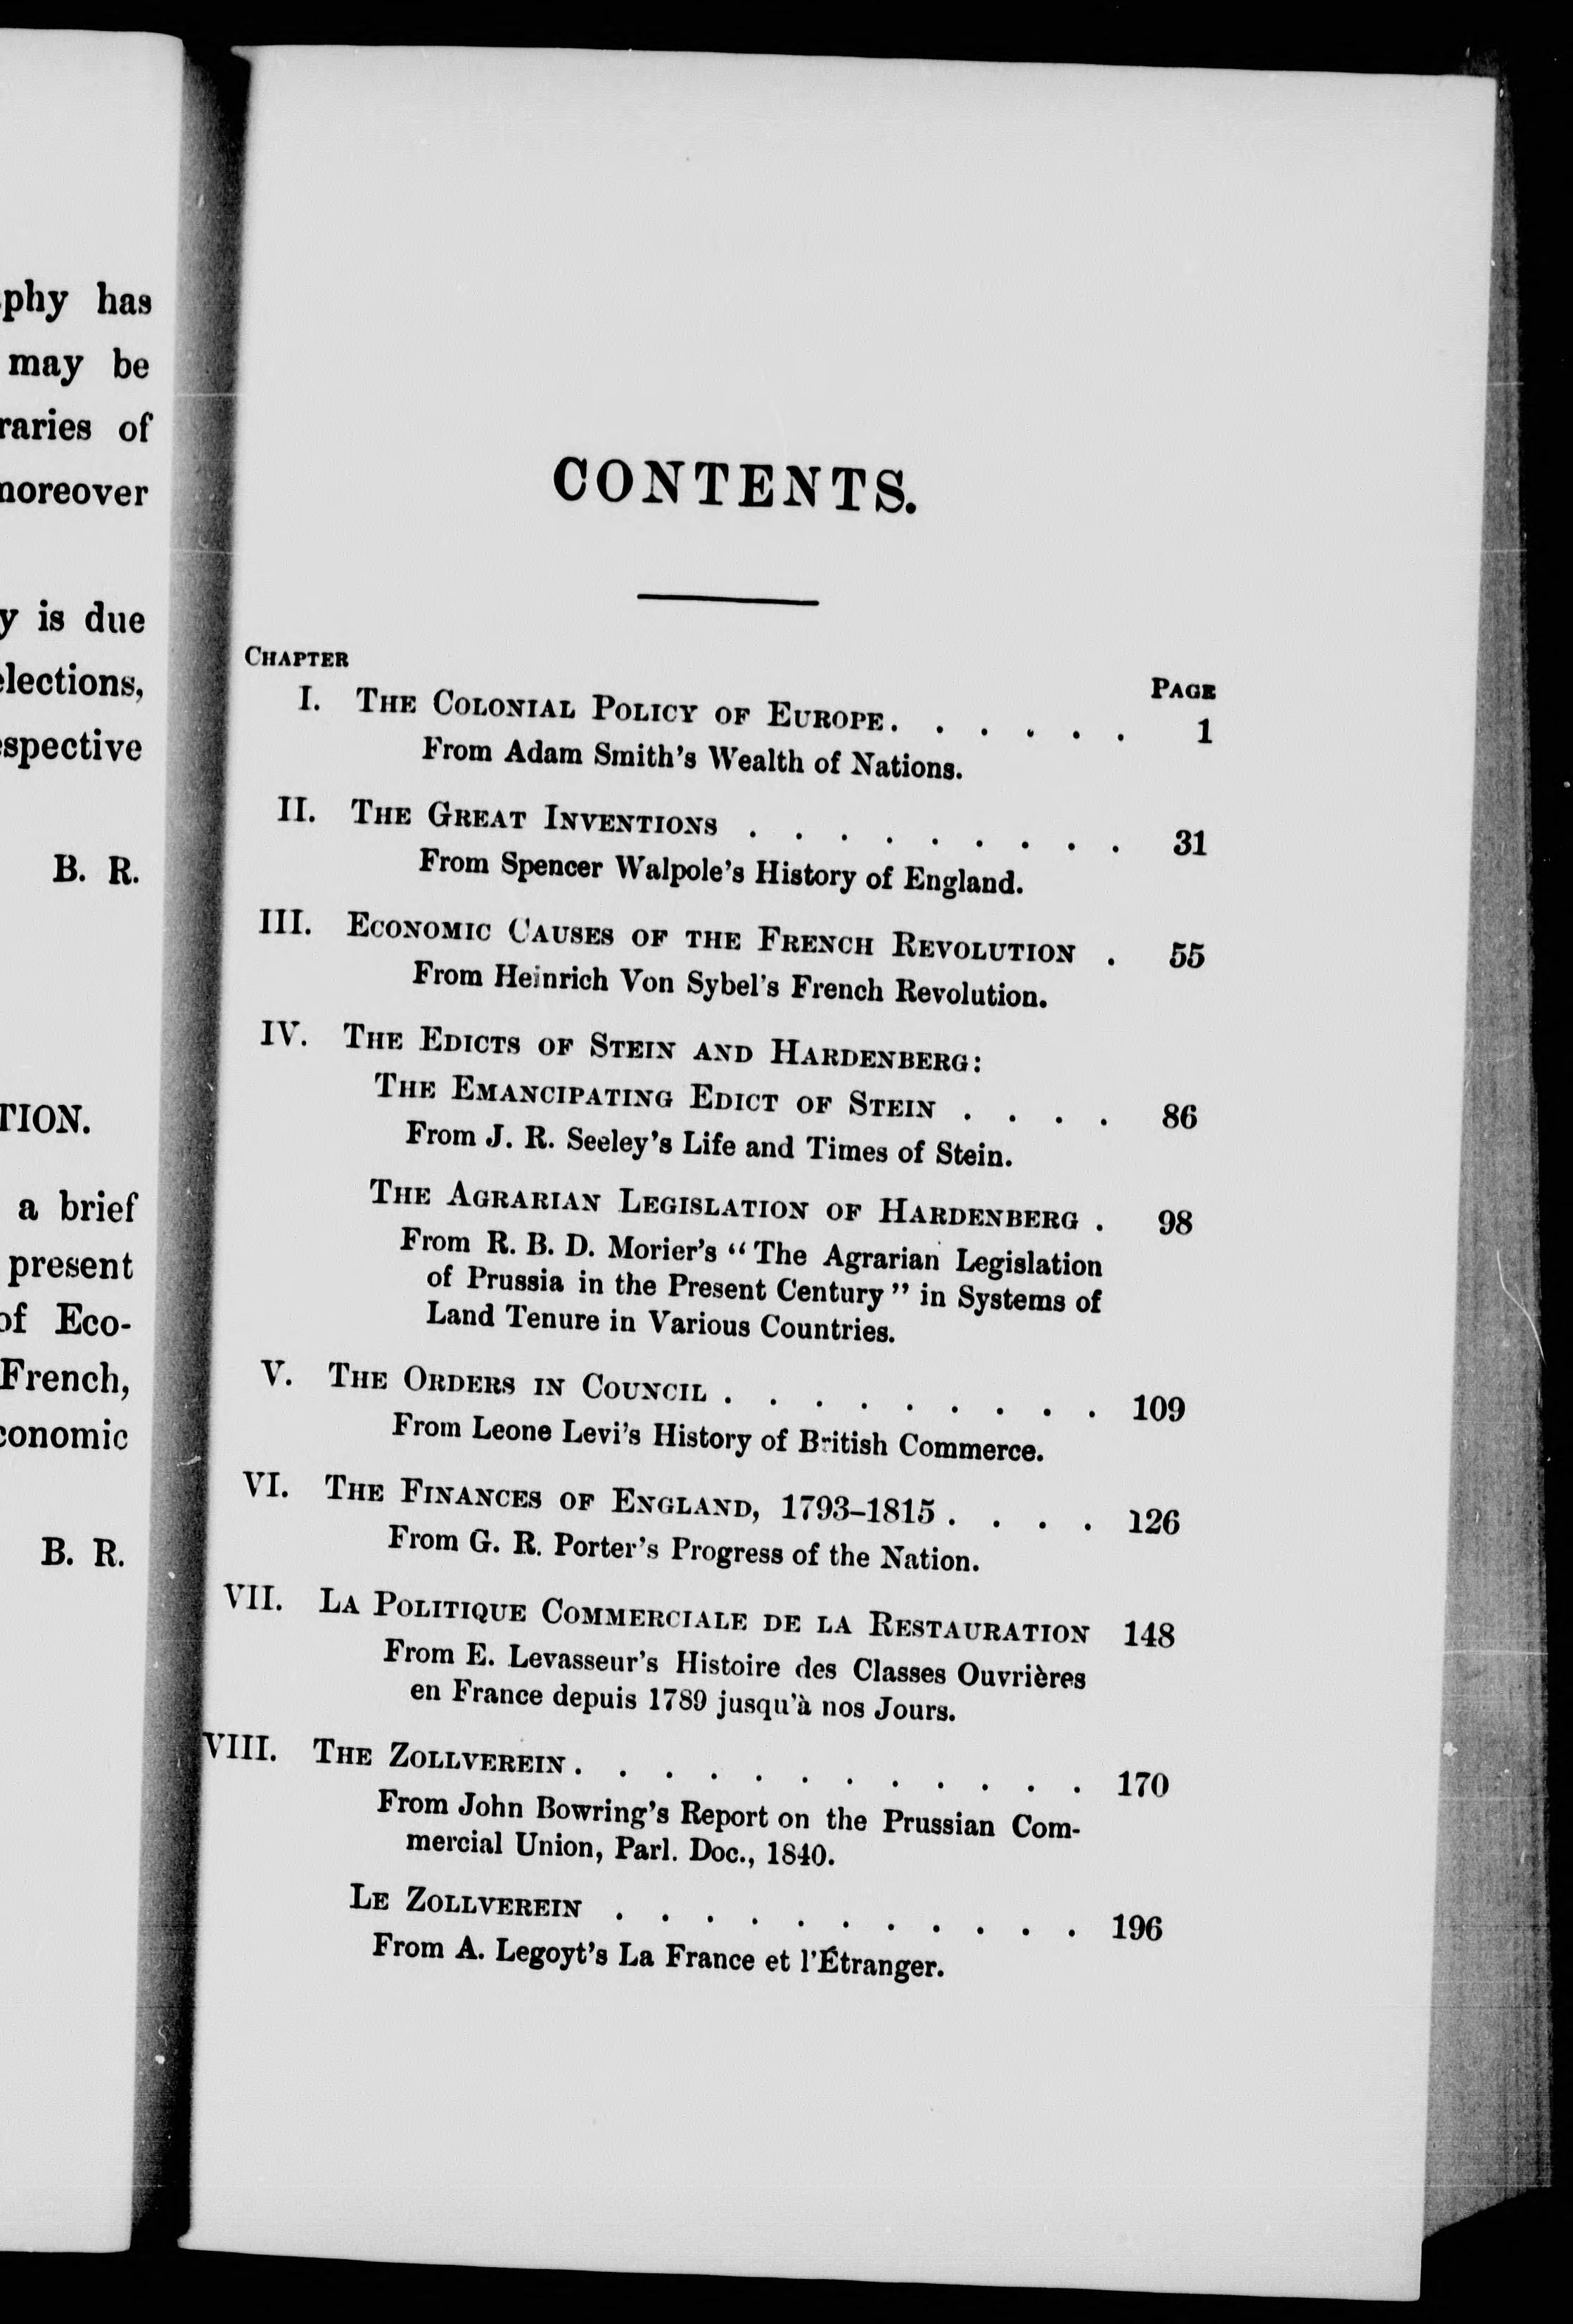 phy has
may be
raries of
moreover
y is due
elections,
espective
B. R.
TION.
a brief
present
of Eco-
French,
conomic
B. R.
CONTENTS.
CHAPTER
PAGE
I. THE COLONIAL POLICY OF EUROPE. . . . . . 1
From Adam Smith's Wealth of Nations.
II. THE GREAT INVENTIONS . . . . . . . . . 31
From Spencer Walpole's History of England.
III. ECONOMIC CAUSES OF THE FRENCH REVOLUTION . 55
From Heinrich Von Sybel's French Revolution.
IV. THE EDICTS OF STEIN AND HARDENBERG:
THE EMANCIPATING EDICT OF STEIN . . . . 86
From J. R. Seeley's Life and Times of Stein.
THE AGRARIAN LEGISLATION OF HARDENBERG . 98
From R. B. D. Morier's "The Agrarian Legislation
of Prussia in the Present Century" in Systems of
Land Tenure in Various Countries.
V. THE ORDERS IN COUNCIL . . . . . . . . . 109
From Leone Levi's History of British Commerce.
VI. THE FINANCES OF ENGLAND, 1793–1815 . . . . 126
From G. R. Porter's Progress of the Nation.
VII. LA POLITIQUE COMMERCIALE DE LA RESTAURATION 148
From E. Levasseur's Histoire des Classes Ouvrières
en France depuis 1789 jusqu'à nos Jours.
VIII. THE ZOLLVEREIN . . . . . . . . . . . . 170
From John Bowring's Report on the Prussian Com-
mercial Union, Parl. Doc., 1840.
LE ZOLLVEREIN . . . . . . . . . . . 196
From A. Legoyt's La France et l'Étranger.